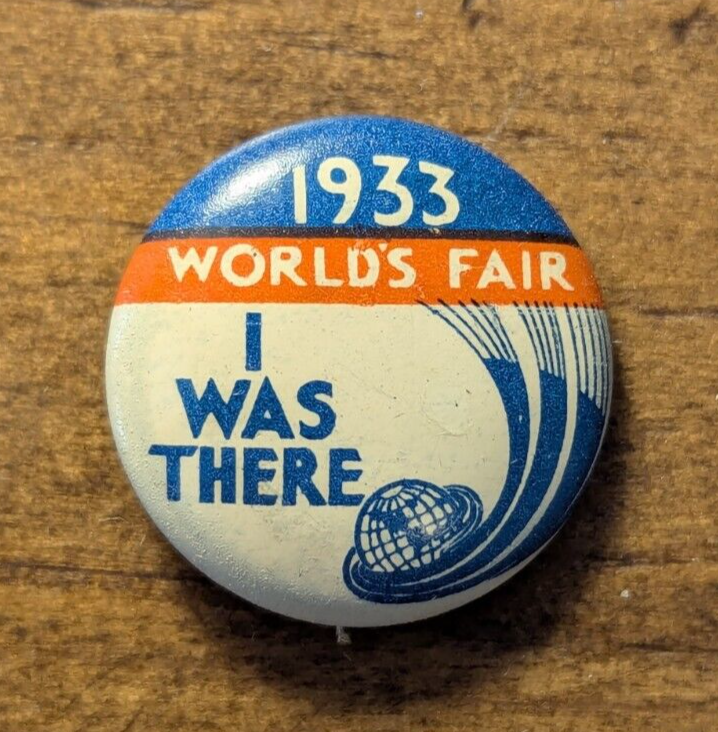 1933
WORLD'S FAIR
I
WAS
THERE